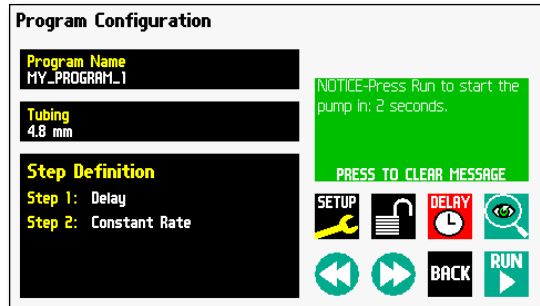 Program Configuration
Program Name
MY_PROGRAM_1
Tubing
4.8 mm
Step Definition
Step 1: Delay
Step 2: Constant Rate
NOTICE-Press Run to start the
pump in: 2 seconds.
PRESS TO CLEAR MESSAGE
SETUP
DELAY
BACK
RUN